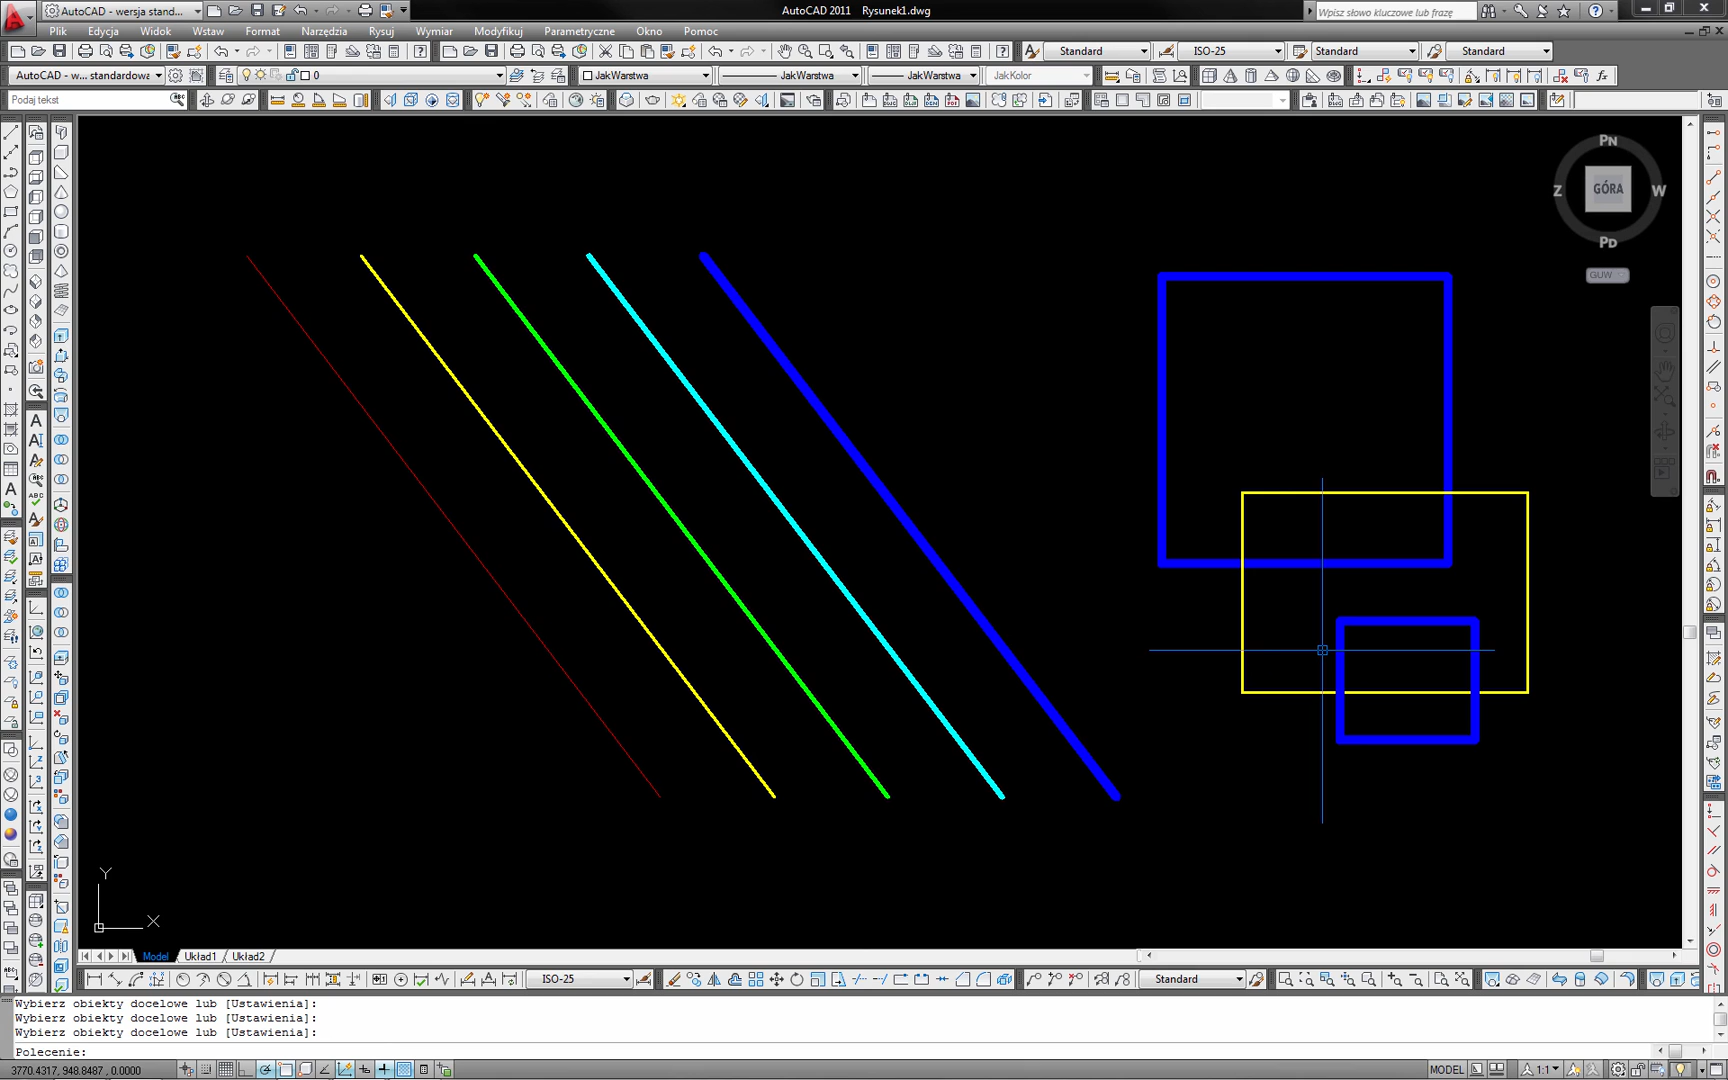 AutoCAD - wersja stand...
AutoCAD 2011 Rysunek1.dwg
Wpisz słowo kluczowe lub frazę
Plik Edycja Widok Wstaw Format Narzędzia Rysuj Wymiar Modyfikuj Parametryczne Okno Pomoc
Standard ISO-25 Standard Standard
AutoCAD - w... standardowa 0 JakWarstwa JakWarstwa JakWarstwa JakKolor
Podaj tekst
PN
Z GÓRA W
PD
GUW
Y
X
Model Układ1 Układ2
ISO-25 Standard
Wybierz obiekty docelowe lub [Ustawienia]:
Wybierz obiekty docelowe lub [Ustawienia]:
Wybierz obiekty docelowe lub [Ustawienia]:
Polecenie:
3770.4317, 948.8487 , 0.0000 MODEL 1:1